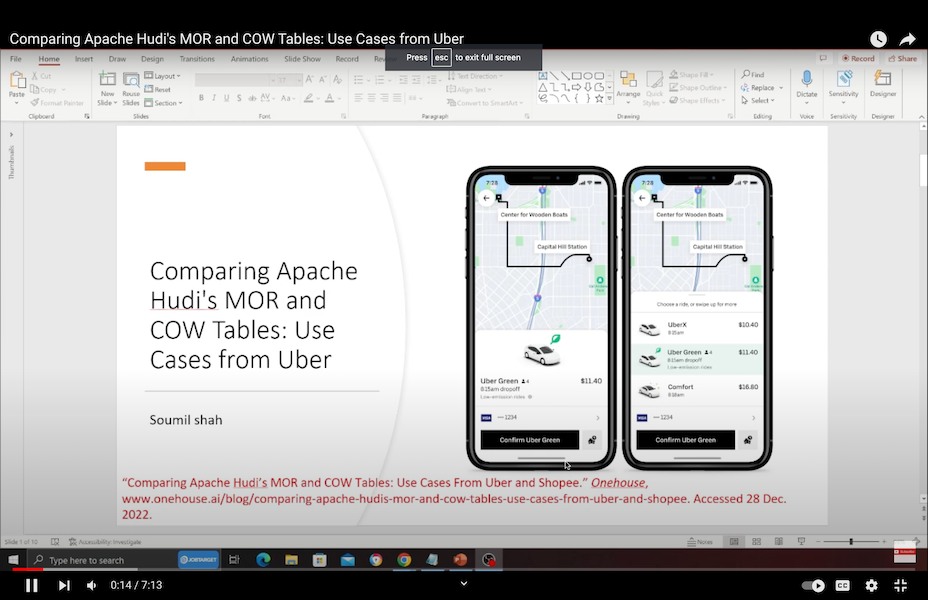 Comparing Apache Hudi's MOR and COW Tables: Use Cases from Uber
Press esc to exit full screen
File Home Insert Draw Design Transitions Animations Slide Show Record Record Share
Paste
Cut
Copy
Format Painter
Clipboard
New Slide
Reuse Slides
Layout
Reset
Section
Slides
Font
Text Direction
Align Text
Convert to SmartArt
Paragraph
Arrange
Quick Styles
Shape Fill
Shape Outline
Shape Effects
Drawing
Find
Replace
Select
Editing
Dictate
Voice
Sensitivity
Sensitivity
Designer
Designer
Thumbnails
Comparing Apache
Hudi's MOR and
COW Tables: Use
Cases from Uber
Soumil shah
7:28
Center for Wooden Boats
Capital Hill Station
Uber Green 4 $11.40
8:15am dropoff
Low-emission rides
VISA 1234
Confirm Uber Green
7:28
Center for Wooden Boats
Capital Hill Station
Choose a ride, or swipe up for more
UberX $10.40
8:15am
Uber Green 4 $11.40
8:15am dropoff
Low-emission rides
Comfort $16.80
8:18am
VISA 1234
Confirm Uber Green
“Comparing Apache Hudi’s MOR and COW Tables: Use Cases From Uber and Shopee.” Onehouse,
www.onehouse.ai/blog/comparing-apache-hudis-mor-and-cow-tables-use-cases-from-uber-and-shopee. Accessed 28 Dec.
2022.
Slide 1 of 10 Accessibility: Investigate Notes
Type here to search JOBTARGET
0:14 / 7:13 CC